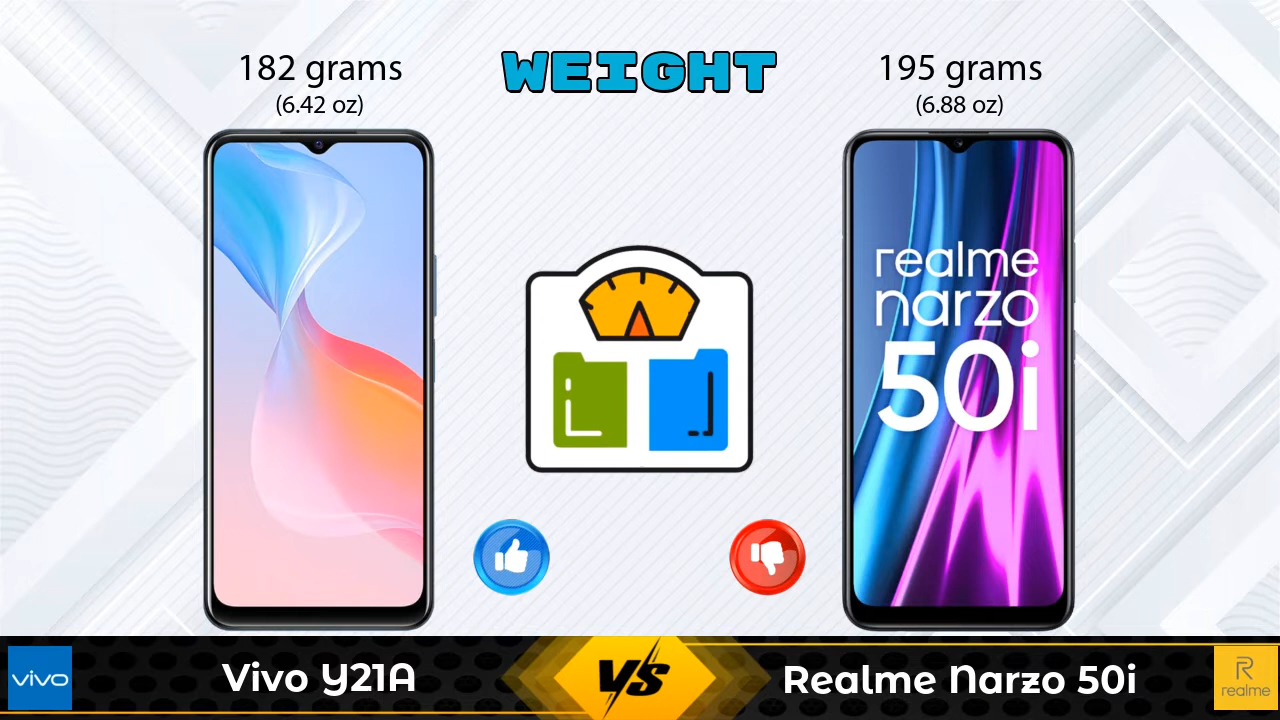 WEIGHT
182 grams
(6.42 oz)
195 grams
(6.88 oz)
realme
narzo
50i
vivo
Vivo Y21A
VS
Realme Narzo 50i
R
realme